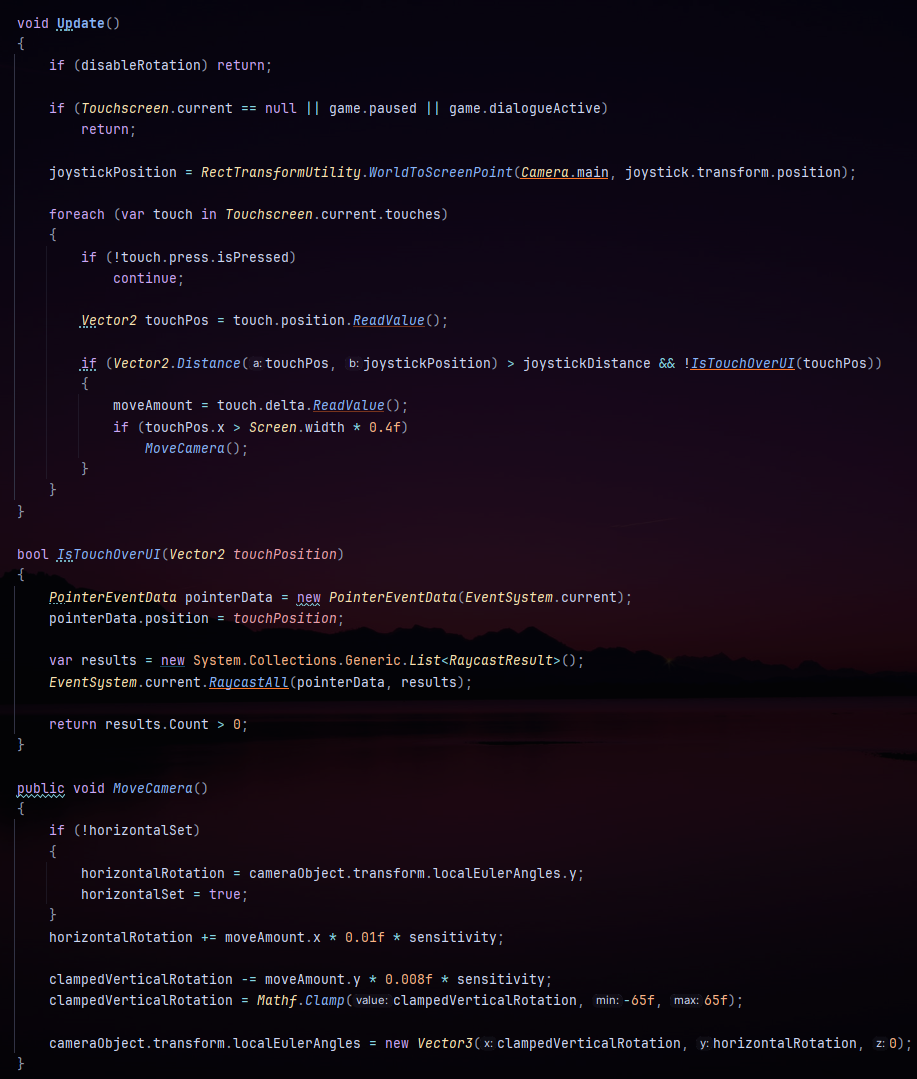 void Update()
{
    if (disableRotation) return;

    if (Touchscreen.current == null || game.paused || game.dialogueActive)
        return;

    joystickPosition = RectTransformUtility.WorldToScreenPoint(Camera.main, joystick.transform.position);

    foreach (var touch in Touchscreen.current.touches)
    {
        if (!touch.press.isPressed)
            continue;

        Vector2 touchPos = touch.position.ReadValue();

        if (Vector2.Distance(a:touchPos, b:joystickPosition) > joystickDistance && !IsTouchOverUI(touchPos))
        {
            moveAmount = touch.delta.ReadValue();
            if (touchPos.x > Screen.width * 0.4f)
                MoveCamera();
        }
    }
}

bool IsTouchOverUI(Vector2 touchPosition)
{
    PointerEventData pointerData = new PointerEventData(EventSystem.current);
    pointerData.position = touchPosition;

    var results = new System.Collections.Generic.List<RaycastResult>();
    EventSystem.current.RaycastAll(pointerData, results);

    return results.Count > 0;
}

public void MoveCamera()
{
    if (!horizontalSet)
    {
        horizontalRotation = cameraObject.transform.localEulerAngles.y;
        horizontalSet = true;
    }
    horizontalRotation += moveAmount.x * 0.01f * sensitivity;

    clampedVerticalRotation -= moveAmount.y * 0.008f * sensitivity;
    clampedVerticalRotation = Mathf.Clamp(value:clampedVerticalRotation, min:-65f, max:65f);

    cameraObject.transform.localEulerAngles = new Vector3(x:clampedVerticalRotation, y:horizontalRotation, z:0);
}